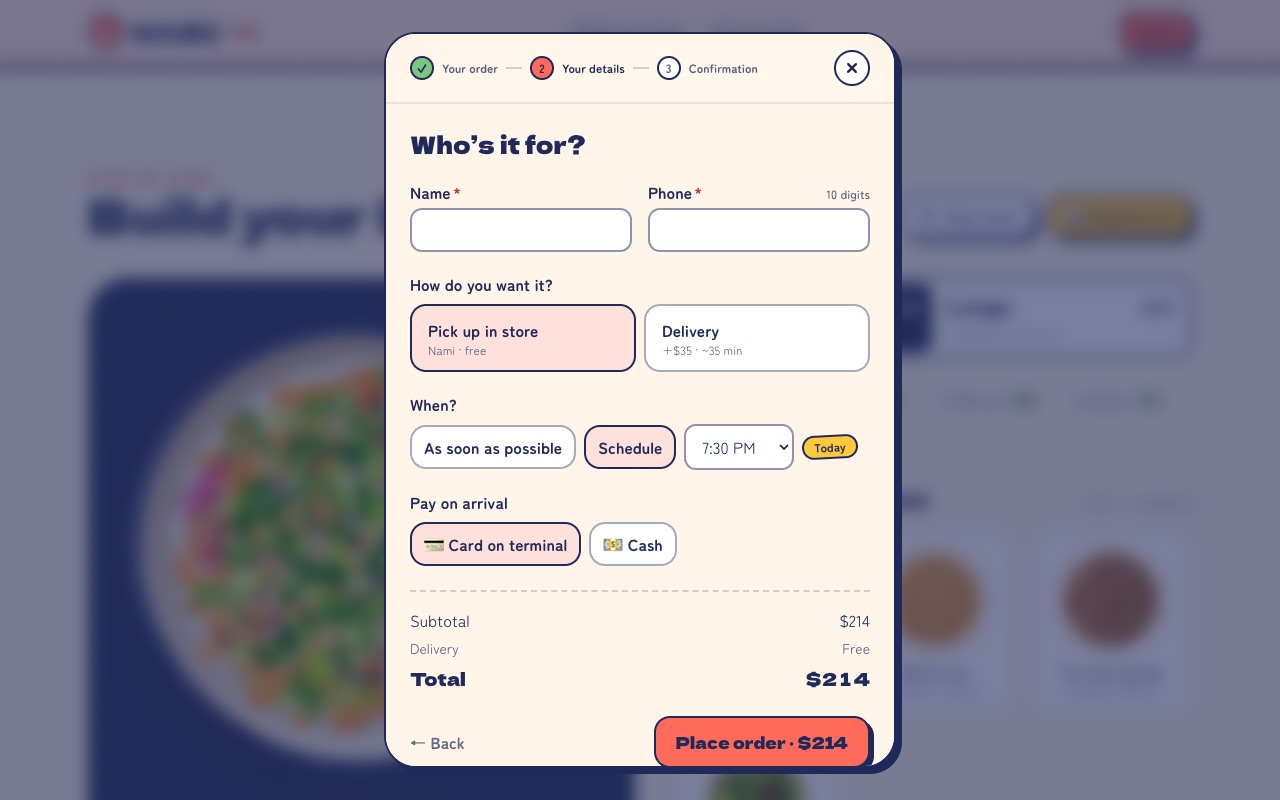 Your order
2
Your details
3
Confirmation
Who's it for?
Name *
Phone *
10 digits
How do you want it?
Pick up in store
Nami · free
Delivery
+$35 · ~35 min
When?
As soon as possible
Schedule
7:30 PM
Today
Pay on arrival
💳 Card on terminal
💵 Cash
Subtotal
$214
Delivery
Free
Total
$214
← Back
Place order · $214
Build your